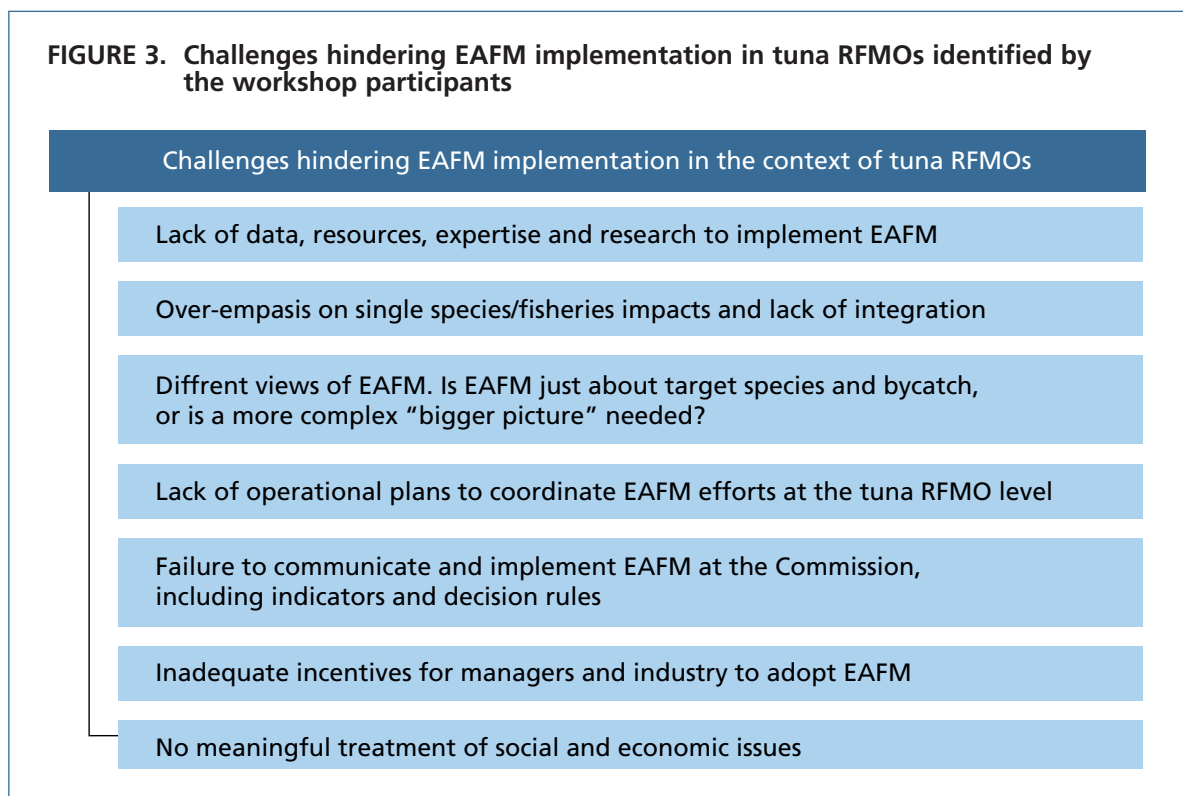 FIGURE 3. Challenges hindering EAFM implementation in tuna RFMOs identified by
the workshop participants
Challenges hindering EAFM implementation in the context of tuna RFMOs
Lack of data, resources, expertise and research to implement EAFM
Over-empasis on single species/fisheries impacts and lack of integration
Diffrent views of EAFM. Is EAFM just about target species and bycatch,
or is a more complex “bigger picture” needed?
Lack of operational plans to coordinate EAFM efforts at the tuna RFMO level
Failure to communicate and implement EAFM at the Commission,
including indicators and decision rules
Inadequate incentives for managers and industry to adopt EAFM
No meaningful treatment of social and economic issues